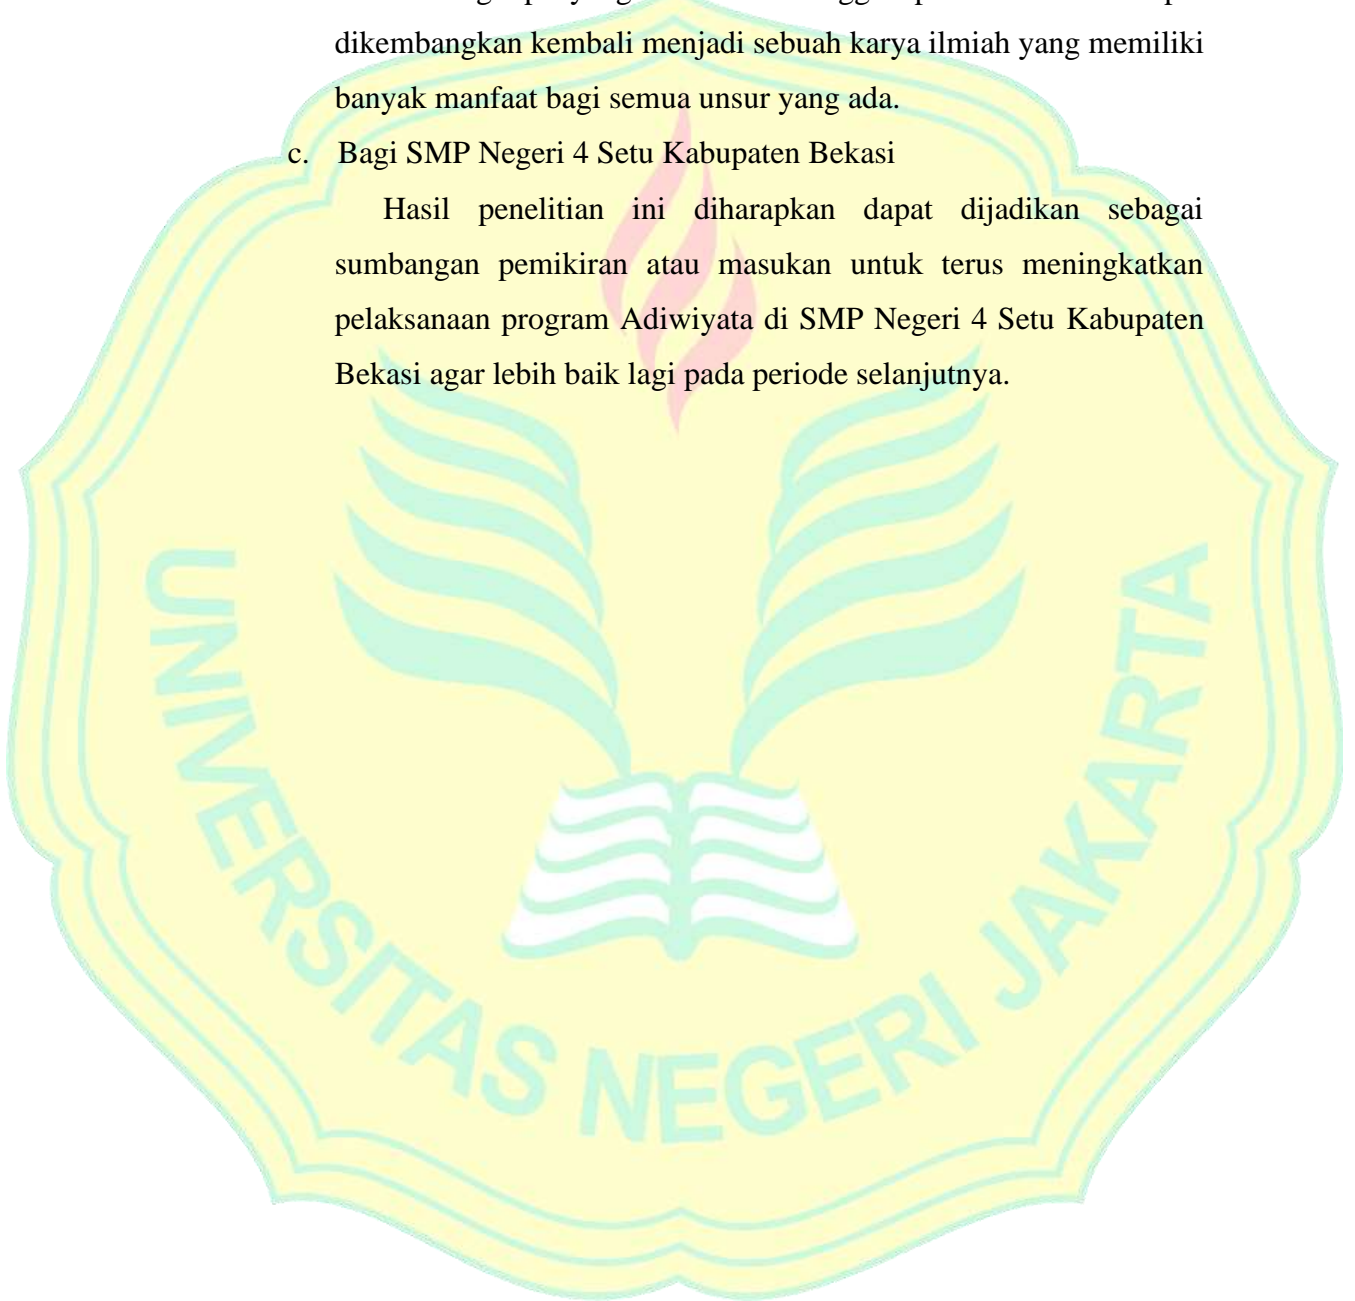 dikembangkan kembali menjadi sebuah karya ilmiah yang memiliki
banyak manfaat bagi semua unsur yang ada.
c. Bagi SMP Negeri 4 Setu Kabupaten Bekasi
Hasil penelitian ini diharapkan dapat dijadikan sebagai
sumbangan pemikiran atau masukan untuk terus meningkatkan
pelaksanaan program Adiwiyata di SMP Negeri 4 Setu Kabupaten
Bekasi agar lebih baik lagi pada periode selanjutnya.
UNIVERSITAS NEGERI JAKARTA